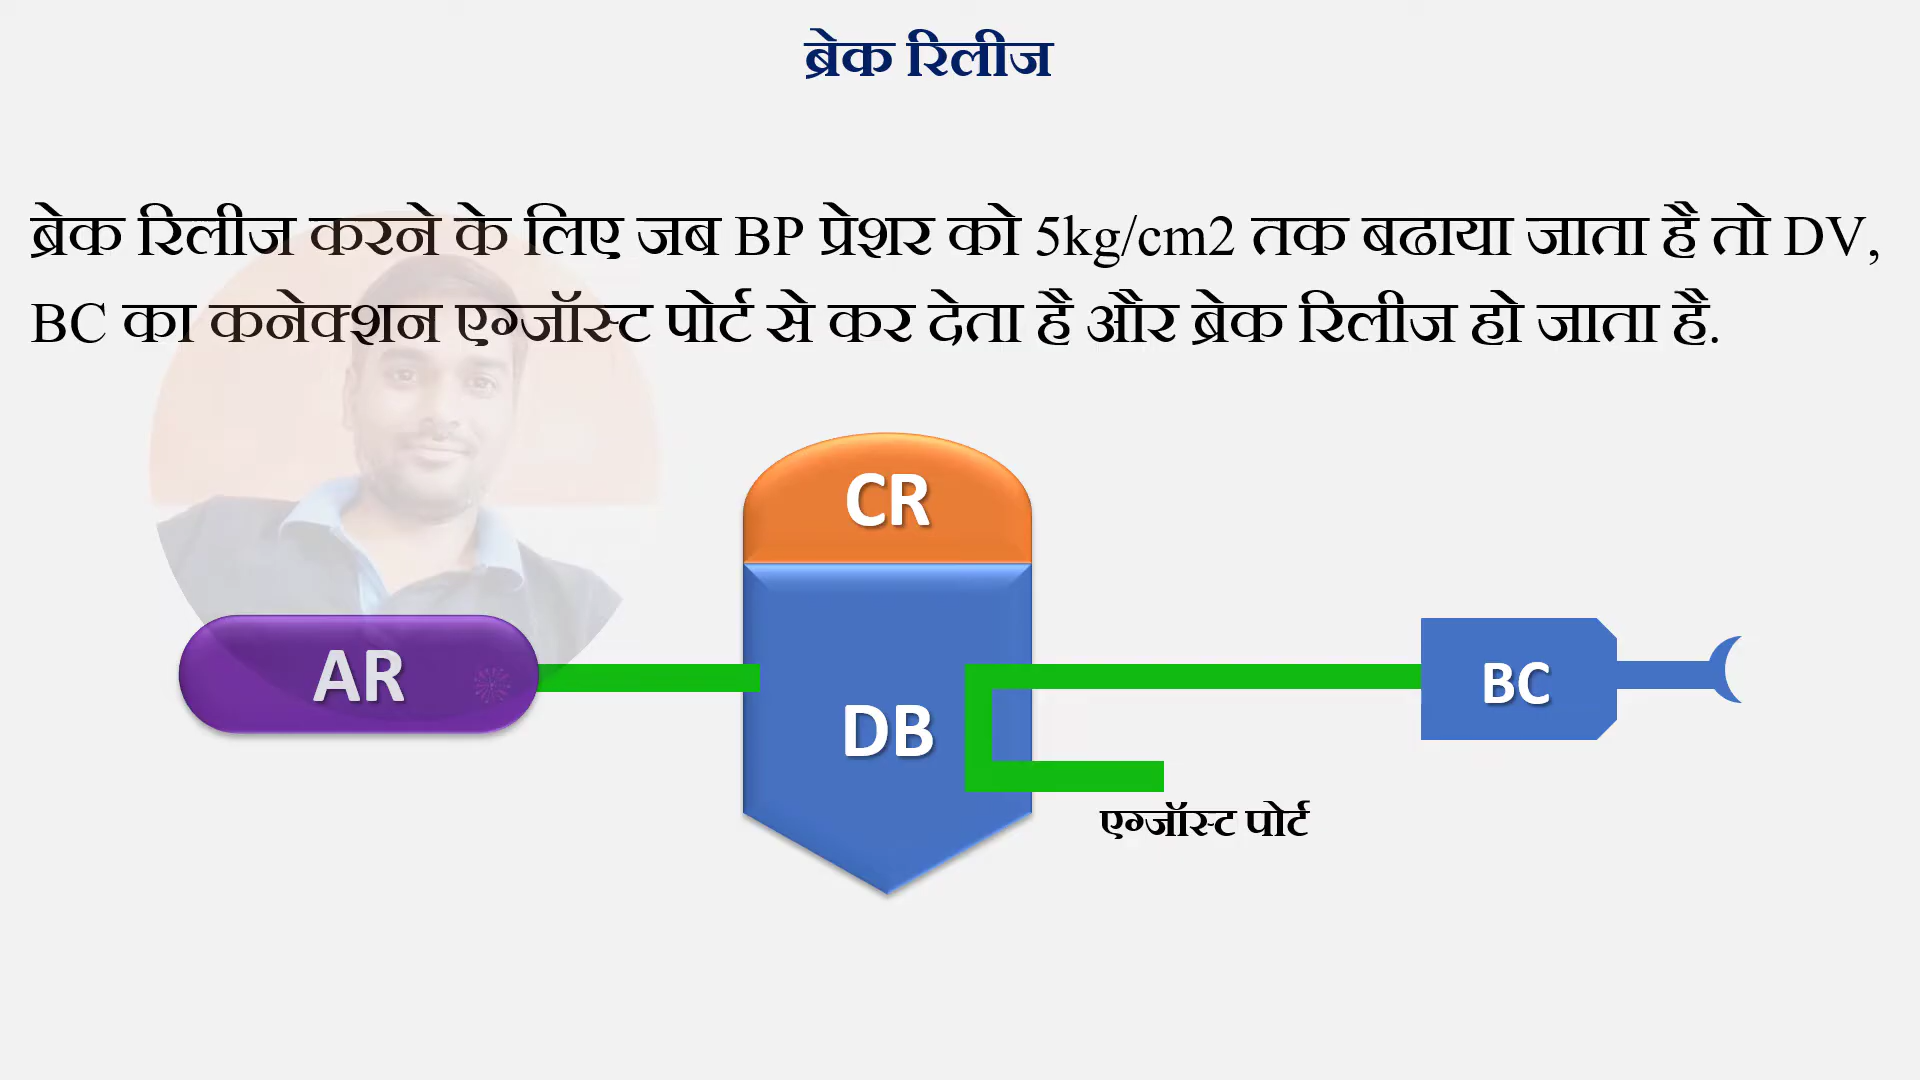 ब्रेक रिलीज
ब्रेक रिलीज करने के लिए जब BP प्रेशर को 5kg/cm2 तक बढाया जाता है तो DV,
BC का कनेक्शन एग्जॉस्ट पोर्ट से कर देता है और ब्रेक रिलीज हो जाता है.
CR
AR
DB
BC
एग्जॉस्ट पोर्ट